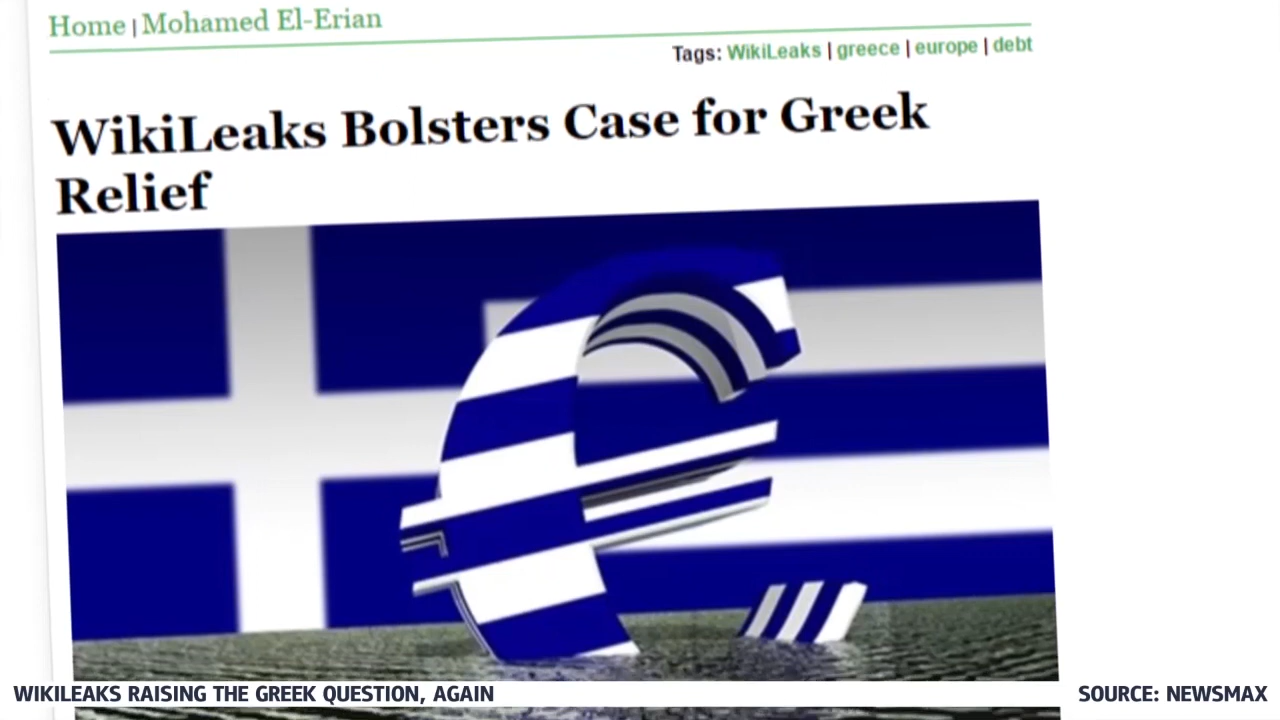 Home | Mohamed El-Erian
Tags: WikiLeaks | greece | europe | debt
WikiLeaks Bolsters Case for Greek
Relief
WIKILEAKS RAISING THE GREEK QUESTION, AGAIN
SOURCE: NEWSMAX